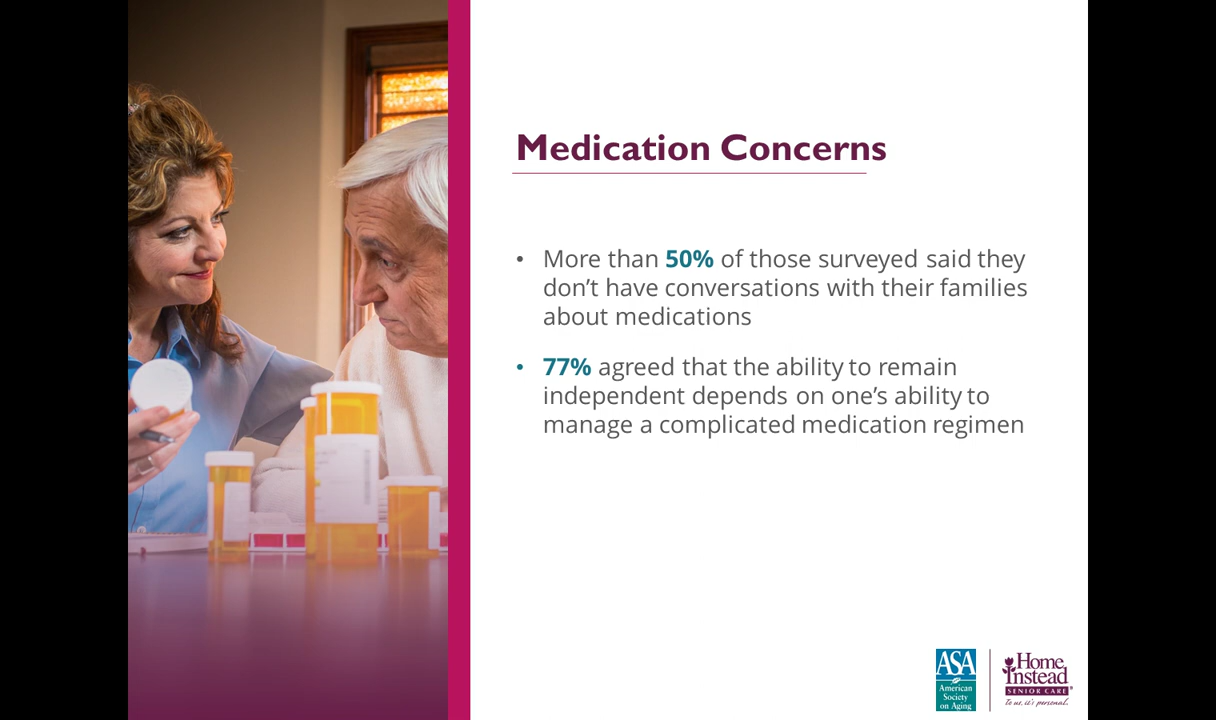 Medication Concerns
• More than 50% of those surveyed said they
don’t have conversations with their families
about medications
• 77% agreed that the ability to remain
independent depends on one’s ability to
manage a complicated medication regimen
ASA
American
Society
on Aging
Home
Instead
SENIOR CARE®
To us, it's personal.